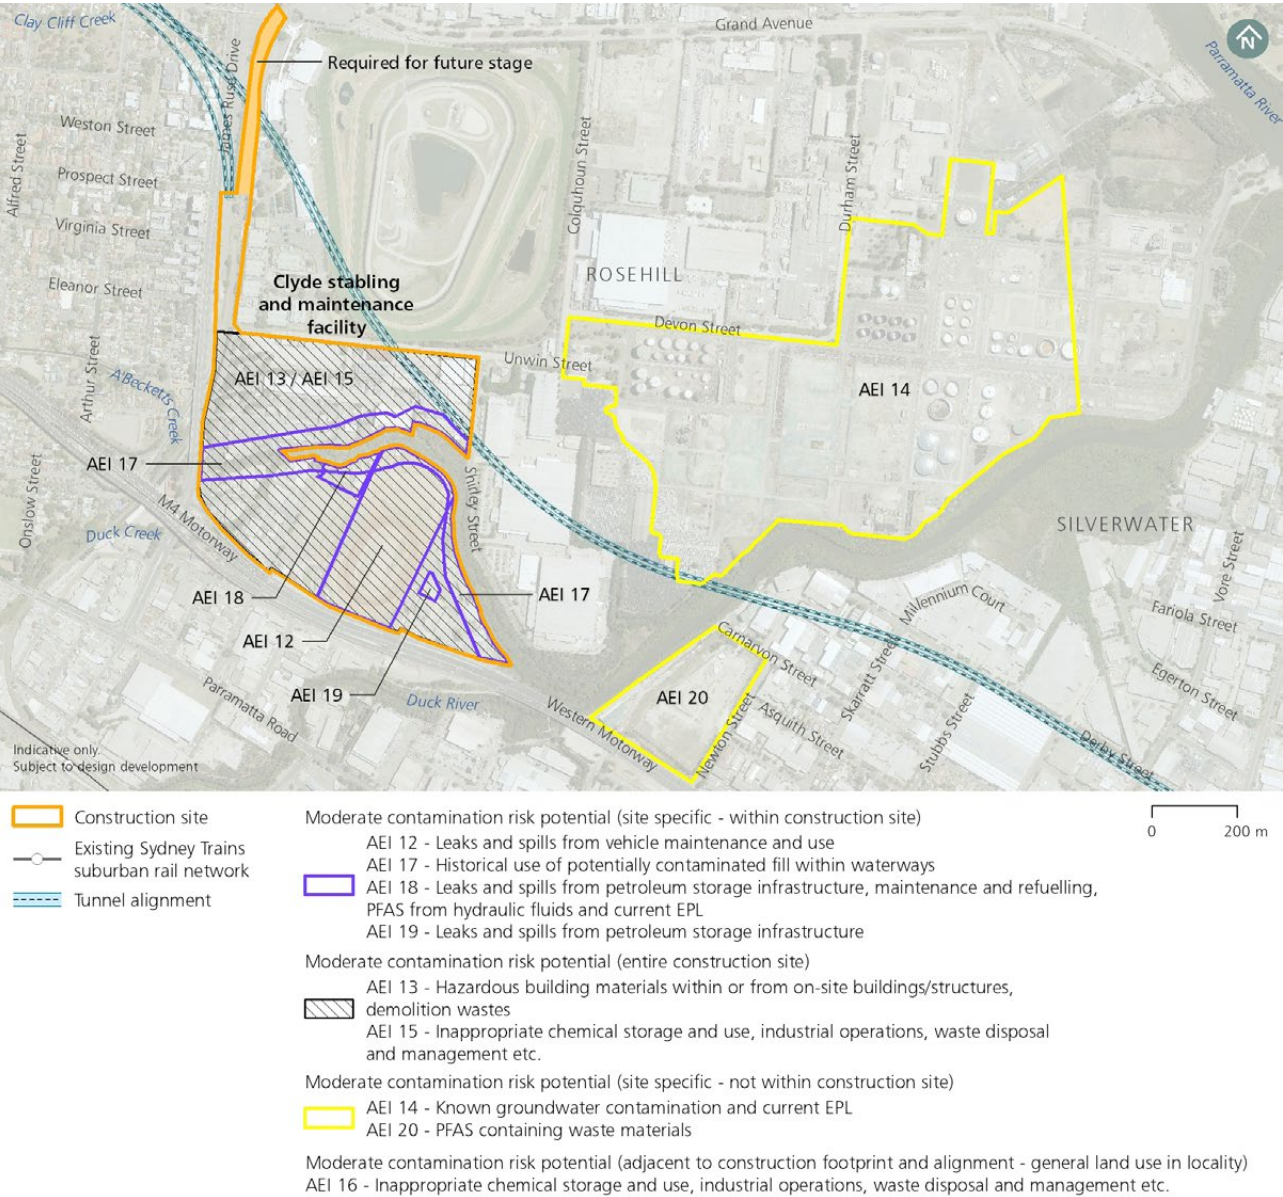 Clay Cliff Creek
Grand Avenue
N
Parramatta River
Required for future stage
James Ruse Drive
Weston Street
Alfred Street
Prospect Street
Virginia Street
Eleanor Street
Colquhoun Street
Durham Street
ROSEHILL
Clyde stabling
and maintenance
facility
Devon Street
Unwin Street
Arthur Street
A'Becketts Creek
AEI 13 / AEI 15
AEI 14
AEI 17
Onslow Street
M4 Motorway
Duck Creek
Shirley Street
SILVERWATER
Vore Street
AEI 18
AEI 17
Millennium Court
Fariola Street
AEI 12
Carnarvon Street
Skarratt Street
Egerton Street
AEI 19
AEI 20
Parramatta Road
Duck River
Western Motorway
Newton Street
Asquith Street
Stubbs Street
Derby Street
Indicative only.
Subject to design development
Construction site
Existing Sydney Trains
suburban rail network
Tunnel alignment
0 200 m
Moderate contamination risk potential (site specific - within construction site)
AEI 12 - Leaks and spills from vehicle maintenance and use
AEI 17 - Historical use of potentially contaminated fill within waterways
AEI 18 - Leaks and spills from petroleum storage infrastructure, maintenance and refuelling,
PFAS from hydraulic fluids and current EPL
AEI 19 - Leaks and spills from petroleum storage infrastructure
Moderate contamination risk potential (entire construction site)
AEI 13 - Hazardous building materials within or from on-site buildings/structures,
demolition wastes
AEI 15 - Inappropriate chemical storage and use, industrial operations, waste disposal
and management etc.
Moderate contamination risk potential (site specific - not within construction site)
AEI 14 - Known groundwater contamination and current EPL
AEI 20 - PFAS containing waste materials
Moderate contamination risk potential (adjacent to construction footprint and alignment - general land use in locality)
AEI 16 - Inappropriate chemical storage and use, industrial operations, waste disposal and management etc.